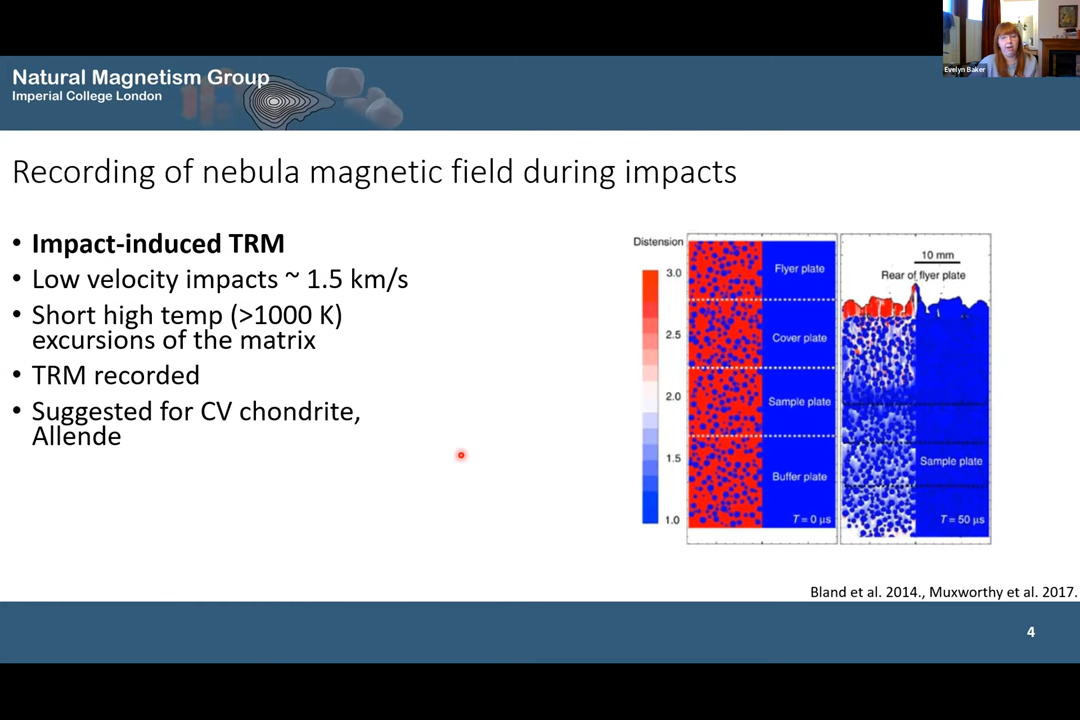 Evelyn Baker
Natural Magnetism Group
Imperial College London
Recording of nebula magnetic field during impacts
• Impact-induced TRM
• Low velocity impacts ~ 1.5 km/s
• Short high temp (>1000 K)
excursions of the matrix
• TRM recorded
• Suggested for CV chondrite,
Allende
Distension
3.0
2.5
2.0
1.5
1.0
Flyer plate
Cover plate
Sample plate
Buffer plate
T = 0 µs
10 mm
Rear of flyer plate
Sample plate
T = 50 µs
Bland et al. 2014., Muxworthy et al. 2017.
4